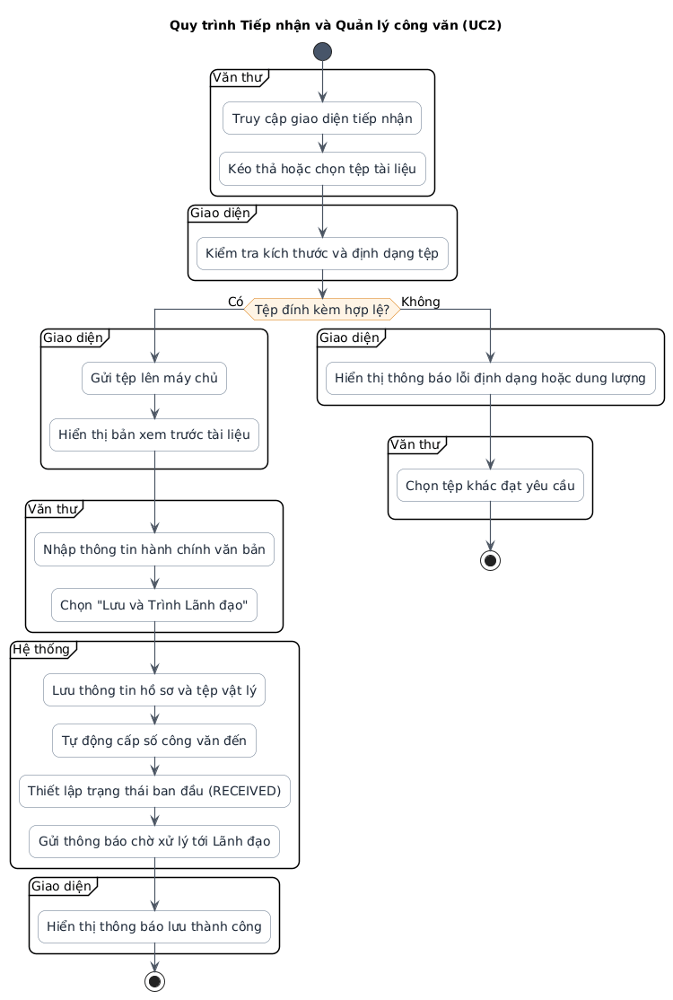 Quy trình Tiếp nhận và Quản lý công văn (UC2)
Văn thư
Truy cập giao diện tiếp nhận
Kéo thả hoặc chọn tệp tài liệu
Giao diện
Kiểm tra kích thước và định dạng tệp
Tệp đính kèm hợp lệ?
Có
Không
Giao diện
Gửi tệp lên máy chủ
Hiển thị bản xem trước tài liệu
Văn thư
Nhập thông tin hành chính văn bản
Chọn "Lưu và Trình Lãnh đạo"
Hệ thống
Lưu thông tin hồ sơ và tệp vật lý
Tự động cấp số công văn đến
Thiết lập trạng thái ban đầu (RECEIVED)
Gửi thông báo chờ xử lý tới Lãnh đạo
Giao diện
Hiển thị thông báo lưu thành công
Giao diện
Hiển thị thông báo lỗi định dạng hoặc dung lượng
Văn thư
Chọn tệp khác đạt yêu cầu